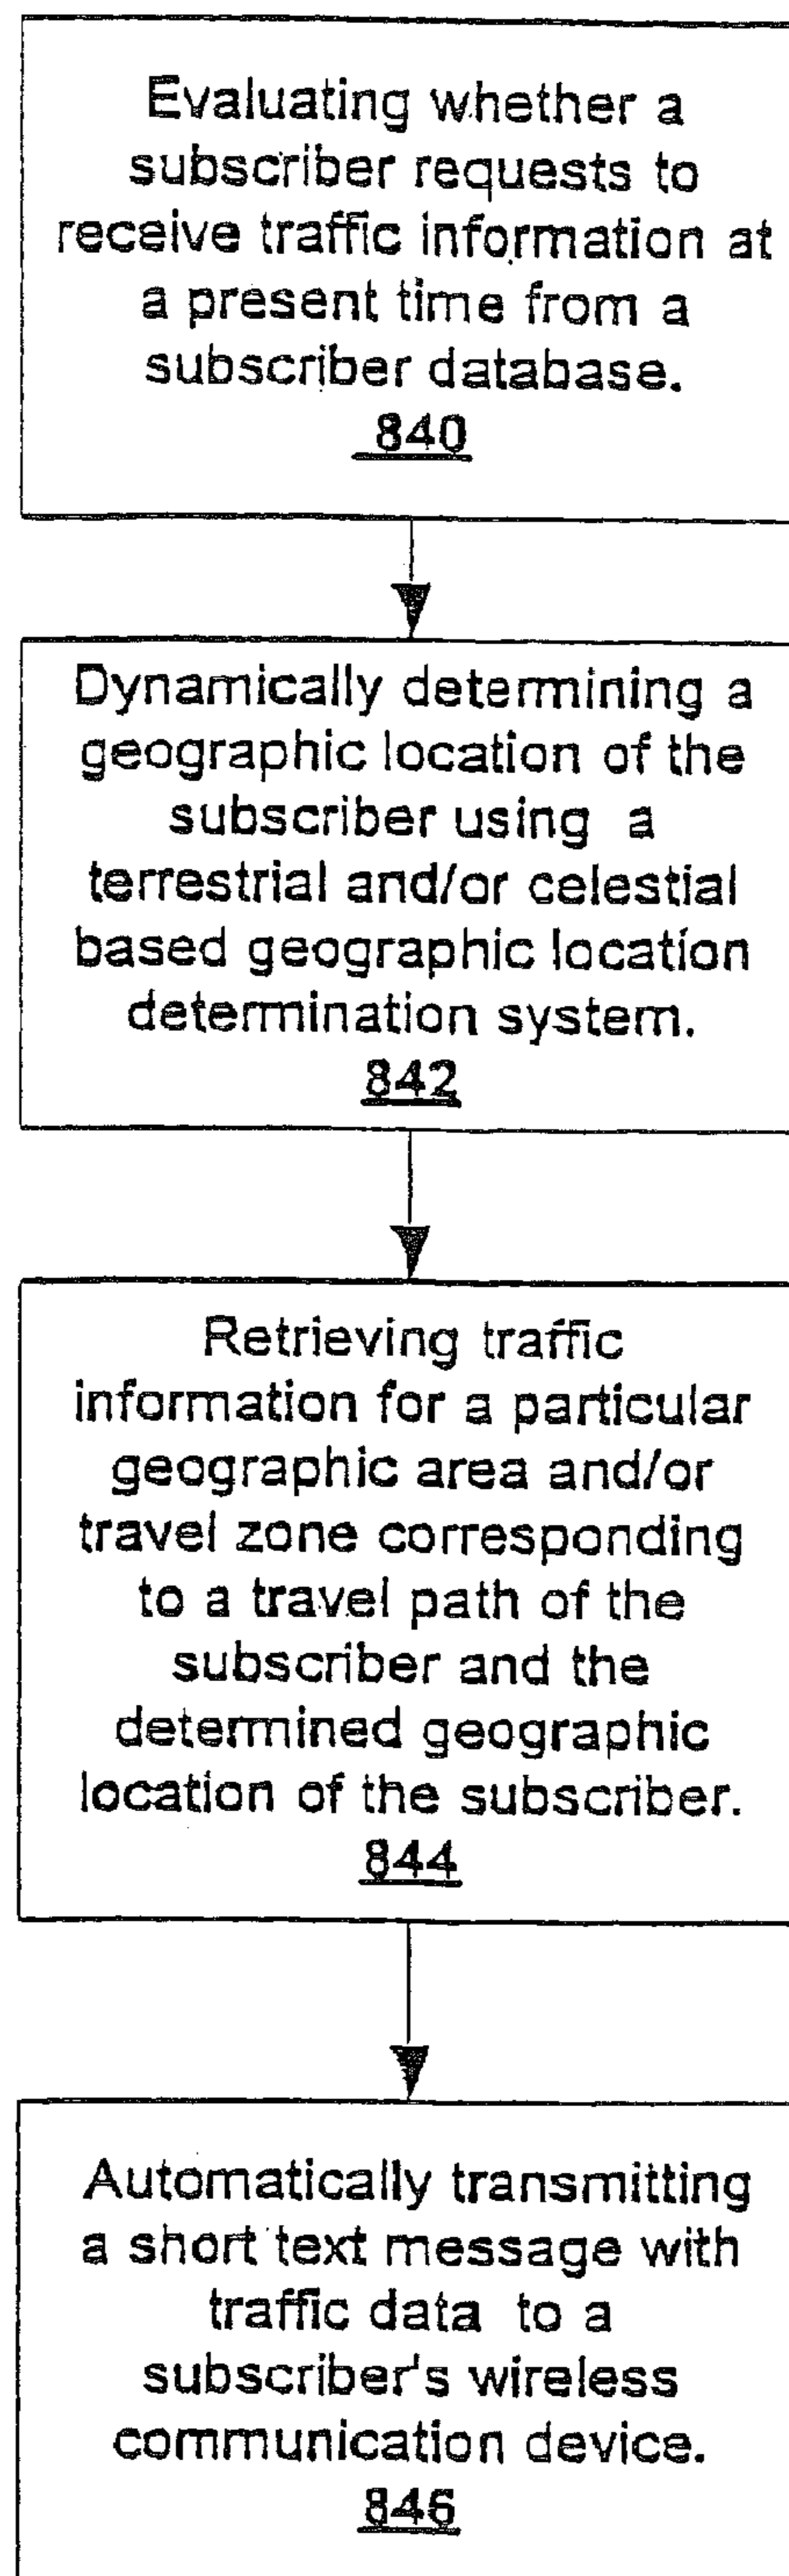 Evaluating whether a
subscriber requests to
receive traffic information at
a present time from a
subscriber database.
840
Dynamically determining a
geographic location of the
subscriber using a
terrestrial and/or celestial
based geographic location
determination system.
842
Retrieving traffic
information for a particular
geographic area and/or
travel zone corresponding
to a travel path of the
subscriber and the
determined geographic
location of the subscriber.
844
Automatically transmitting
a short text message with
traffic data to a
subscriber's wireless
communication device.
846